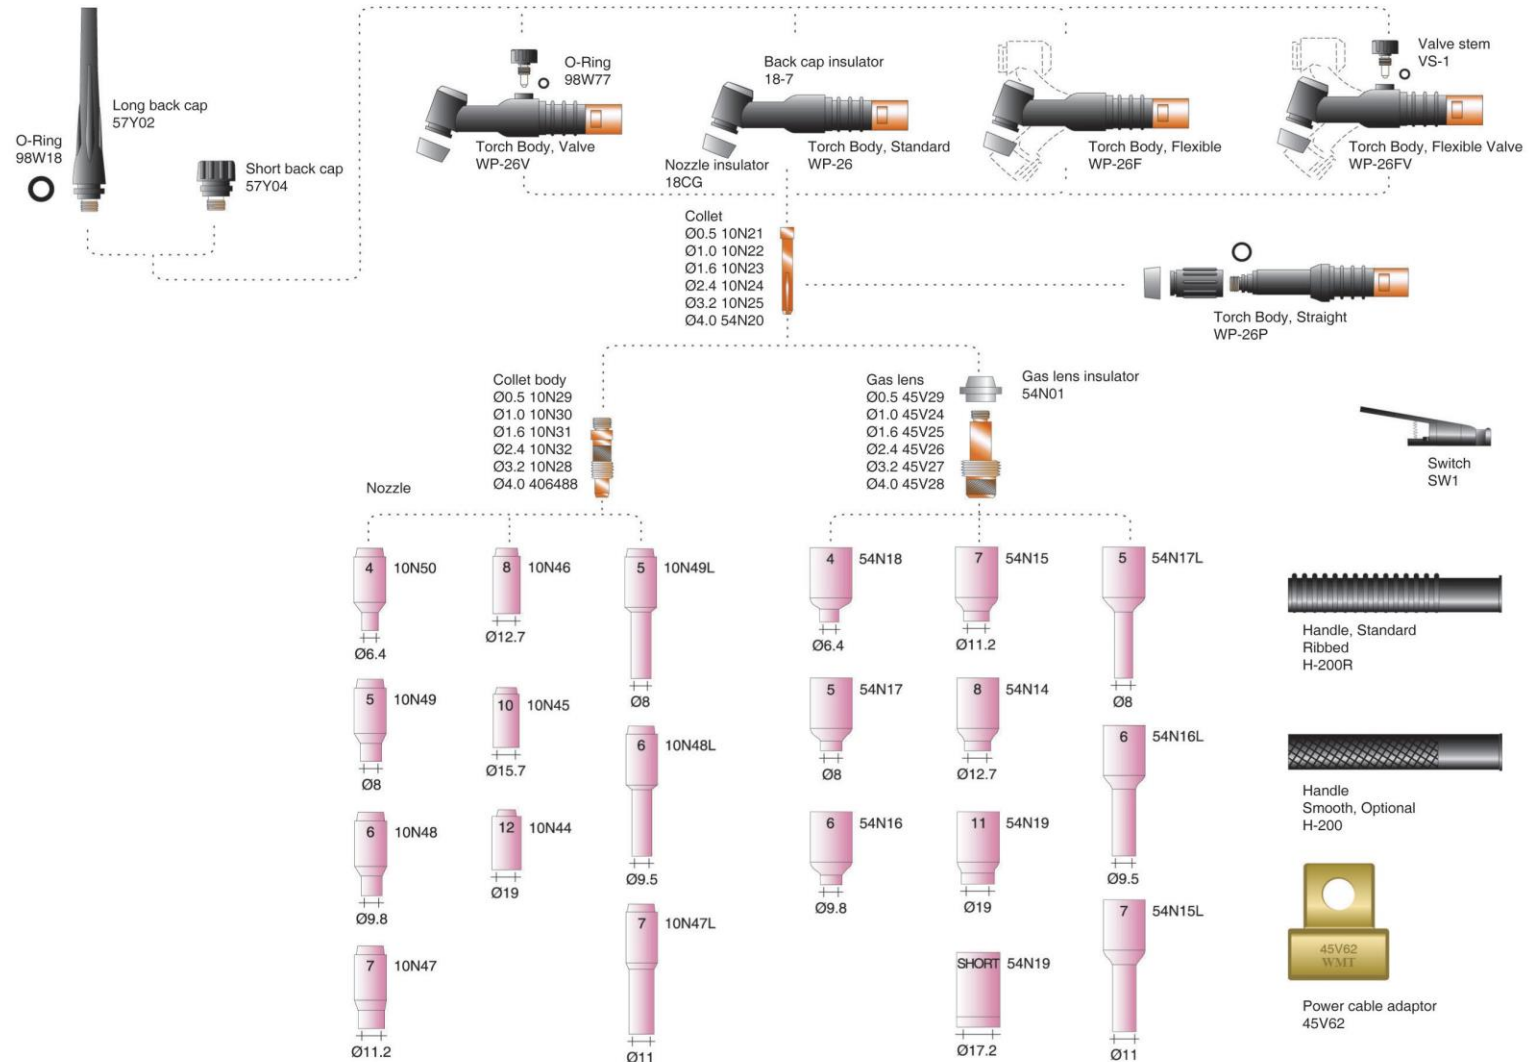 O-Ring
98W18
Long back cap
57Y02
Short back cap
57Y04
O-Ring
98W77
Torch Body, Valve
WP-26V
Back cap insulator
18-7
Torch Body, Standard
WP-26
Nozzle insulator
18CG
Torch Body, Flexible
WP-26F
Valve stem
VS-1
Torch Body, Flexible Valve
WP-26FV
Collet
Ø0.5 10N21
Ø1.0 10N22
Ø1.6 10N23
Ø2.4 10N24
Ø3.2 10N25
Ø4.0 54N20
Torch Body, Straight
WP-26P
Collet body
Ø0.5 10N29
Ø1.0 10N30
Ø1.6 10N31
Ø2.4 10N32
Ø3.2 10N28
Ø4.0 406488
Gas lens
Ø0.5 45V29
Ø1.0 45V24
Ø1.6 45V25
Ø2.4 45V26
Ø3.2 45V27
Ø4.0 45V28
Gas lens insulator
54N01
Switch
SW1
Nozzle
4 10N50
Ø6.4
5 10N49
Ø8
6 10N48
Ø9.8
7 10N47
Ø11.2
8 10N46
Ø12.7
10 10N45
Ø15.7
12 10N44
Ø19
5 10N49L
Ø8
6 10N48L
Ø9.5
7 10N47L
Ø11
4 54N18
Ø6.4
5 54N17
Ø8
6 54N16
Ø9.8
7 54N15
Ø11.2
8 54N14
Ø12.7
11 54N19
Ø19
SHORT 54N19
Ø17.2
5 54N17L
Ø8
6 54N16L
Ø9.5
7 54N15L
Ø11
Handle, Standard
Ribbed
H-200R
Handle
Smooth, Optional
H-200
45V62
WMT
Power cable adaptor
45V62